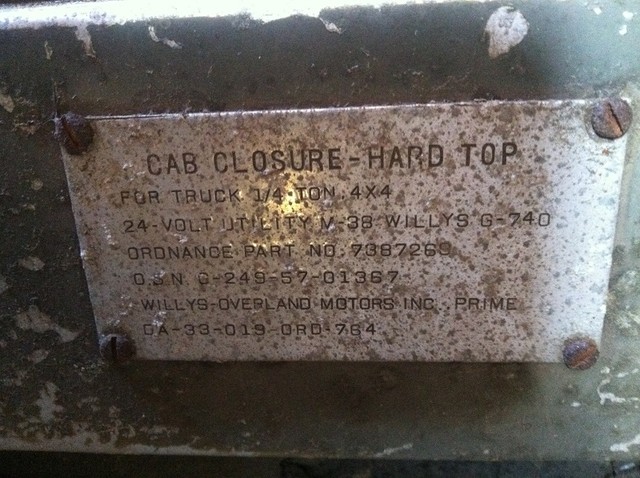 CAB CLOSURE-HARD TOP
FOR TRUCK 1/4 TON, 4X4
24-VOLT UTILITY M-38 WILLYS G-740
ORDNANCE PART NO. 7387269
O.S N G-249-57-01367
WILLYS-OVERLAND MOTORS INC., PRIME
DA-33-019-ORD-764